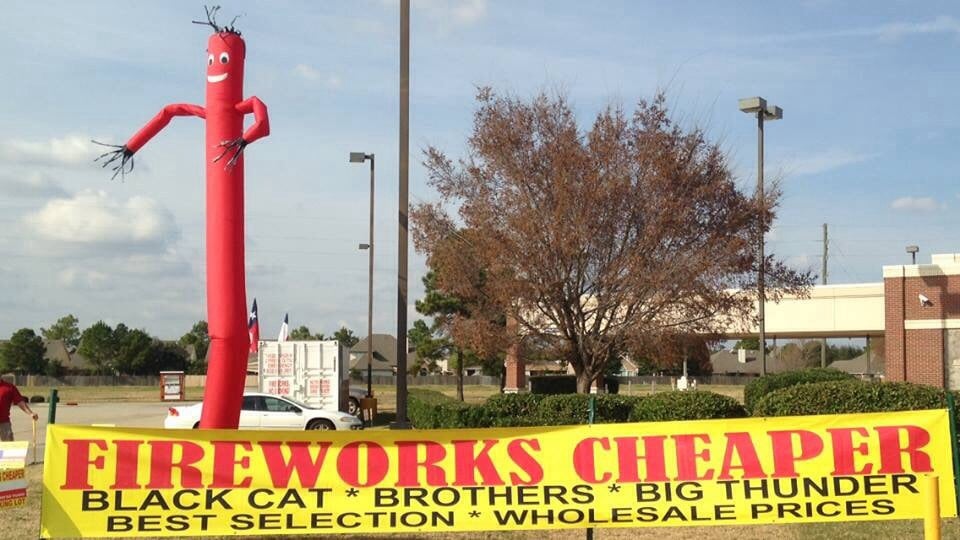 FIREWORKS CHEAPER
BLACK CAT * BROTHERS * BIG THUNDER
BEST SELECTION * WHOLESALE PRICES